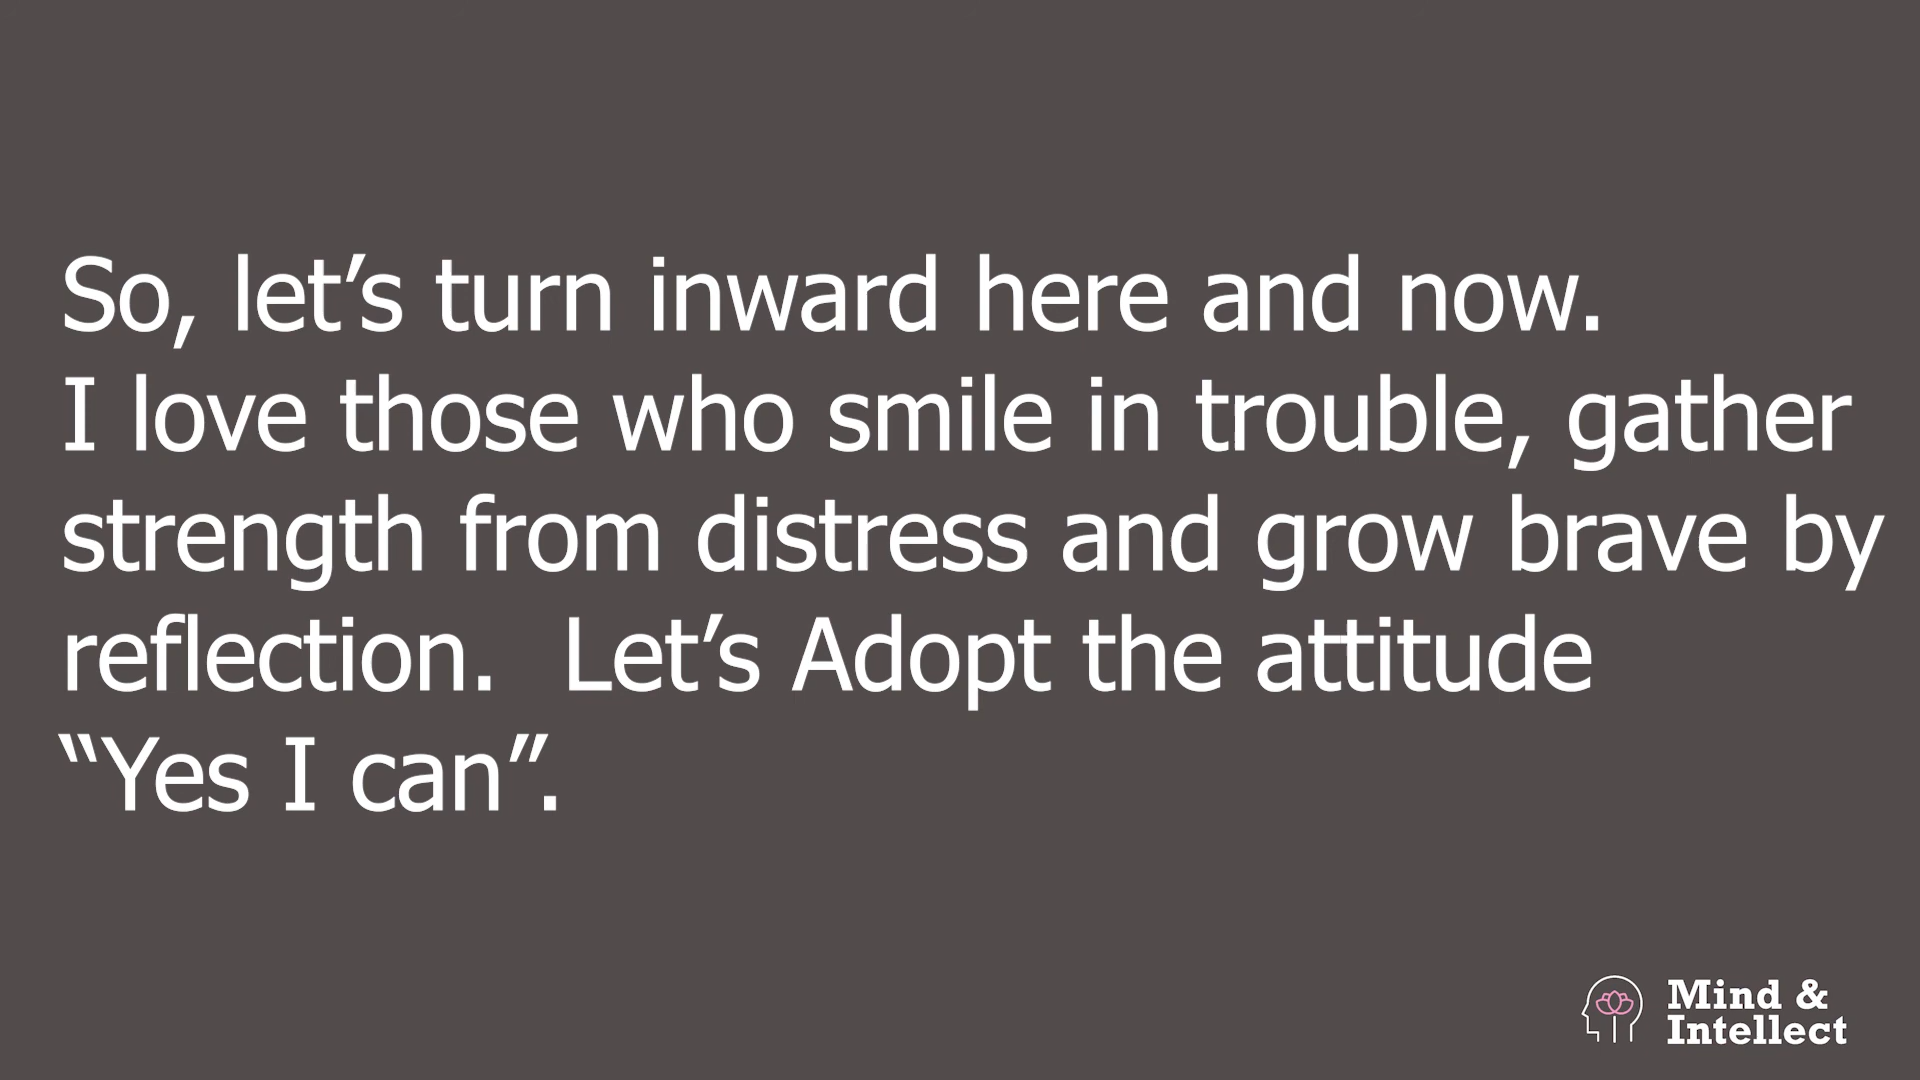 So, let’s turn inward here and now.
I love those who smile in trouble, gather
strength from distress and grow brave by
reflection.  Let’s Adopt the attitude
“Yes I can”.
Mind &
Intellect